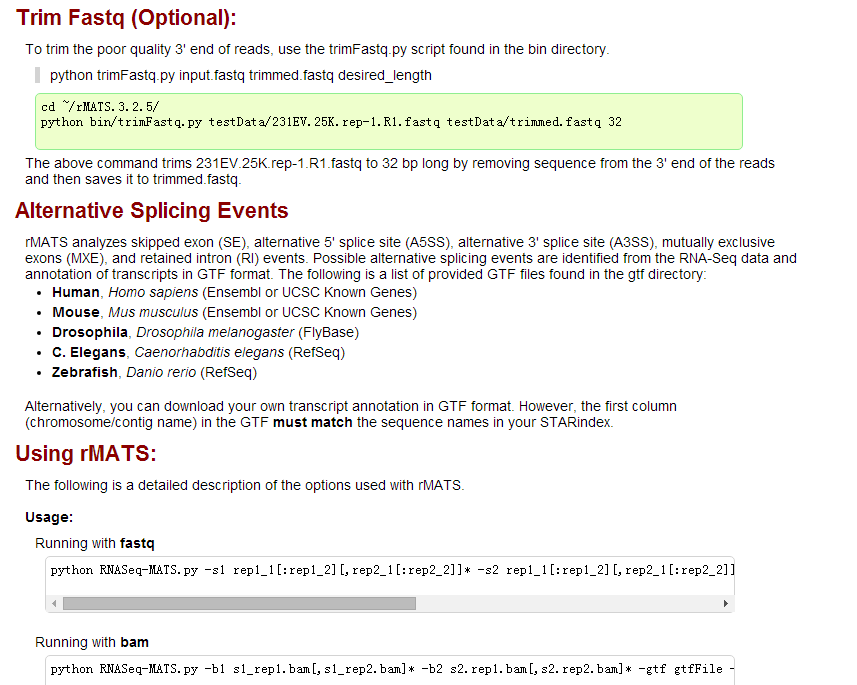 Trim Fastq (Optional):
To trim the poor quality 3' end of reads, use the trimFastq.py script found in the bin directory.
python trimFastq.py input.fastq trimmed.fastq desired_length
cd ~/rMATS.3.2.5/
python bin/trimFastq.py testData/231EV.25K.rep-1.R1.fastq testData/trimmed.fastq 32
The above command trims 231EV.25K.rep-1.R1.fastq to 32 bp long by removing sequence from the 3' end of the reads
and then saves it to trimmed.fastq.
Alternative Splicing Events
rMATS analyzes skipped exon (SE), alternative 5' splice site (A5SS), alternative 3' splice site (A3SS), mutually exclusive
exons (MXE), and retained intron (RI) events. Possible alternative splicing events are identified from the RNA-Seq data and
annotation of transcripts in GTF format. The following is a list of provided GTF files found in the gtf directory:
• Human, Homo sapiens (Ensembl or UCSC Known Genes)
• Mouse, Mus musculus (Ensembl or UCSC Known Genes)
• Drosophila, Drosophila melanogaster (FlyBase)
• C. Elegans, Caenorhabditis elegans (RefSeq)
• Zebrafish, Danio rerio (RefSeq)
Alternatively, you can download your own transcript annotation in GTF format. However, the first column
(chromosome/contig name) in the GTF must match the sequence names in your STARindex.
Using rMATS:
The following is a detailed description of the options used with rMATS.
Usage:
Running with fastq
python RNASeq-MATS.py -s1 rep1_1[:rep1_2][,rep2_1[:rep2_2]]* -s2 rep1_1[:rep1_2][,rep2_1[:rep2_2]]
Running with bam
python RNASeq-MATS.py -b1 s1_rep1.bam[,s1_rep2.bam]* -b2 s2.rep1.bam[,s2.rep2.bam]* -gtf gtfFile -